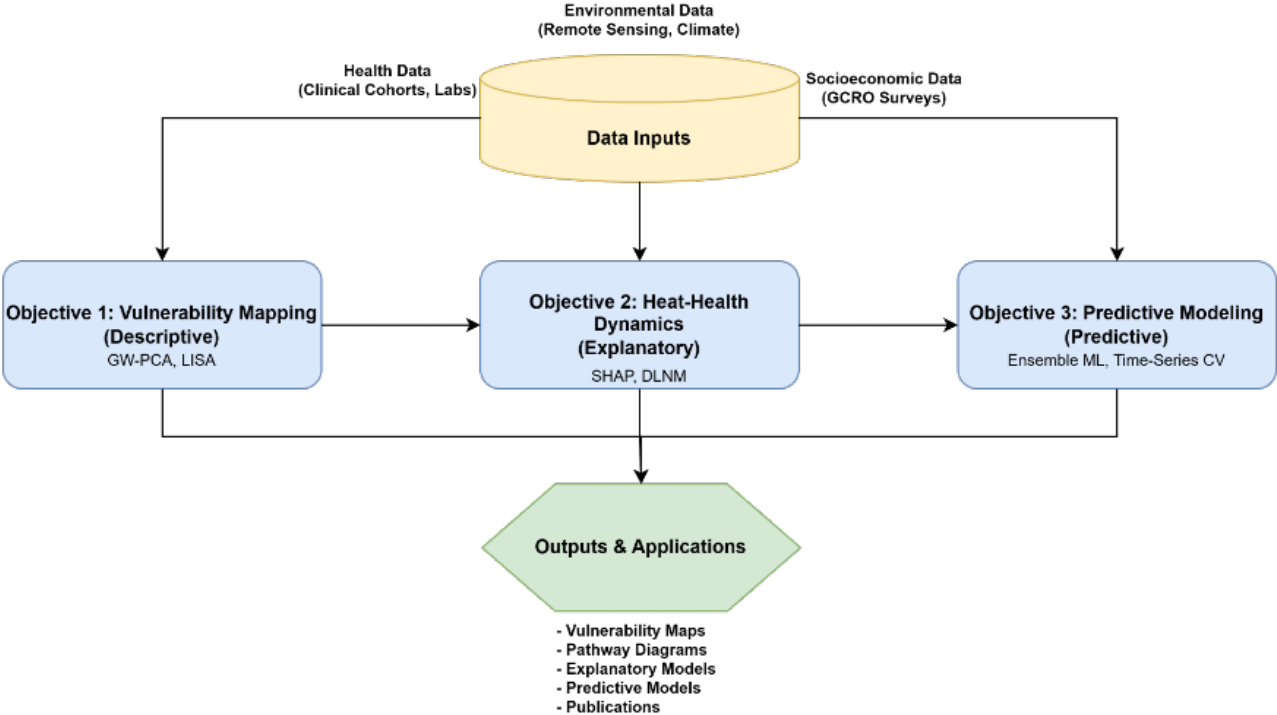 Environmental Data
(Remote Sensing, Climate)
Health Data
(Clinical Cohorts, Labs)
Socioeconomic Data
(GCRO Surveys)
Data Inputs
Objective 1: Vulnerability Mapping
(Descriptive)
GW-PCA, LISA
Objective 2: Heat-Health
Dynamics
(Explanatory)
SHAP, DLNM
Objective 3: Predictive Modeling
(Predictive)
Ensemble ML, Time-Series CV
Outputs & Applications
- Vulnerability Maps
- Pathway Diagrams
- Explanatory Models
- Predictive Models
- Publications